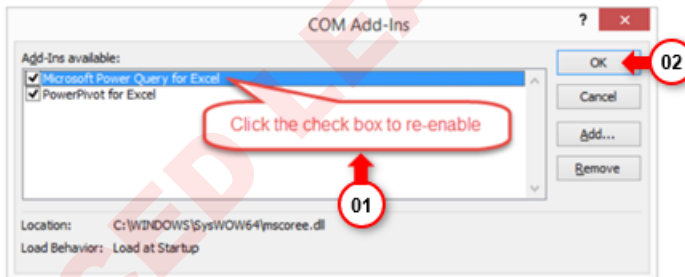 COM Add-Ins
?
Add-Ins available:
Microsoft Power Query for Excel
PowerPivot for Excel
OK
02
Cancel
Click the check box to re-enable
Add...
Remove
01
Location: C:\WINDOWS\SysWOW64\mscoree.dll
Load Behavior: Load at Startup